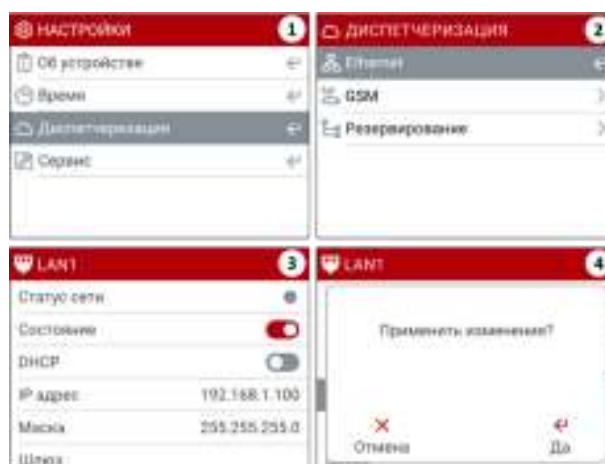 НАСТРОЙКИ 1
Об устройстве
Время
Диспетчеризация
Сервис
ДИСПЕТЧЕРИЗАЦИЯ 2
Ethernet
GSM
Резервирование
LAN1 3
Статус сети
Состояние
DHCP
IP адрес 192.168.1.100
Маска 255.255.255.0
Шлюз
LAN1 4
Применить изменения?
Отмена Да